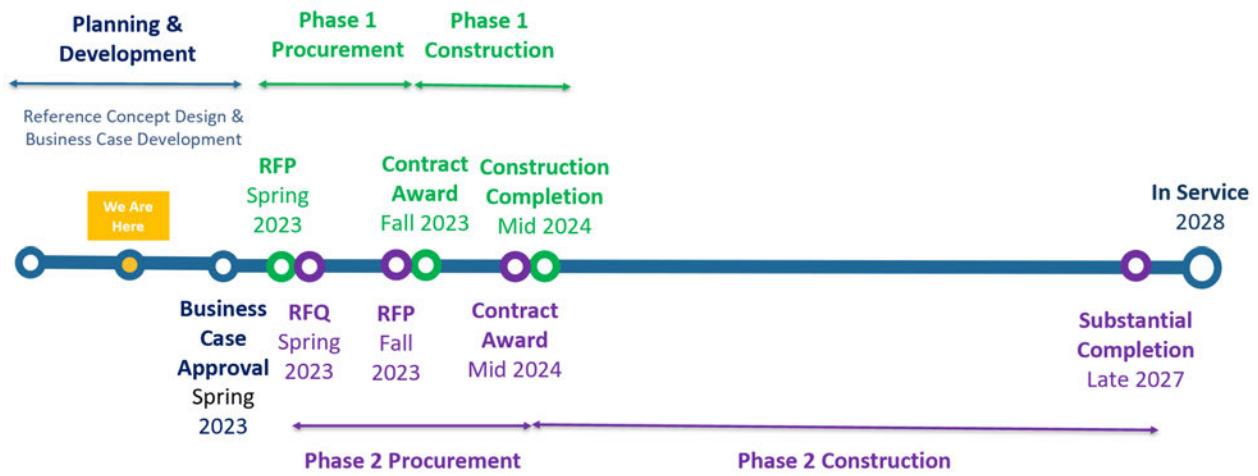 Planning &
Development
Phase 1
Procurement
Phase 1
Construction
Reference Concept Design &
Business Case Development
RFP
Spring
2023
Contract
Award
Fall 2023
Construction
Completion
Mid 2024
We Are
Here
In Service
2028
Business
Case
Approval
Spring
2023
RFQ
Spring
2023
RFP
Fall
2023
Contract
Award
Mid 2024
Substantial
Completion
Late 2027
Phase 2 Procurement
Phase 2 Construction